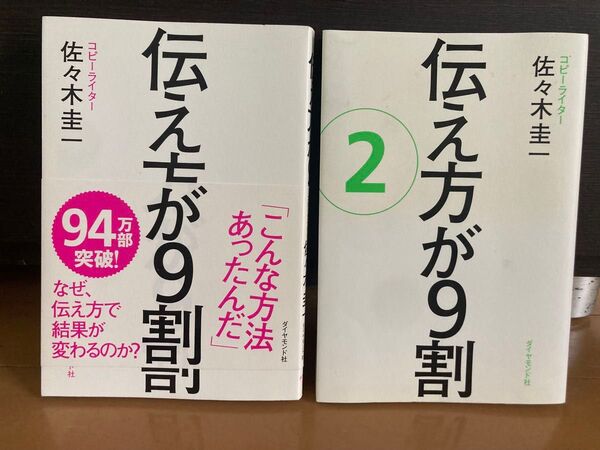 コピーライター
佐々木圭一
伝え方が9割
94万部
突破!
なぜ、
伝え方で
結果が
変わるのか?
「こんな方法
あったんだ」
ダイヤモンド社
社
コピーライター
佐々木圭一
伝え方が9割
2
ダイヤモンド社